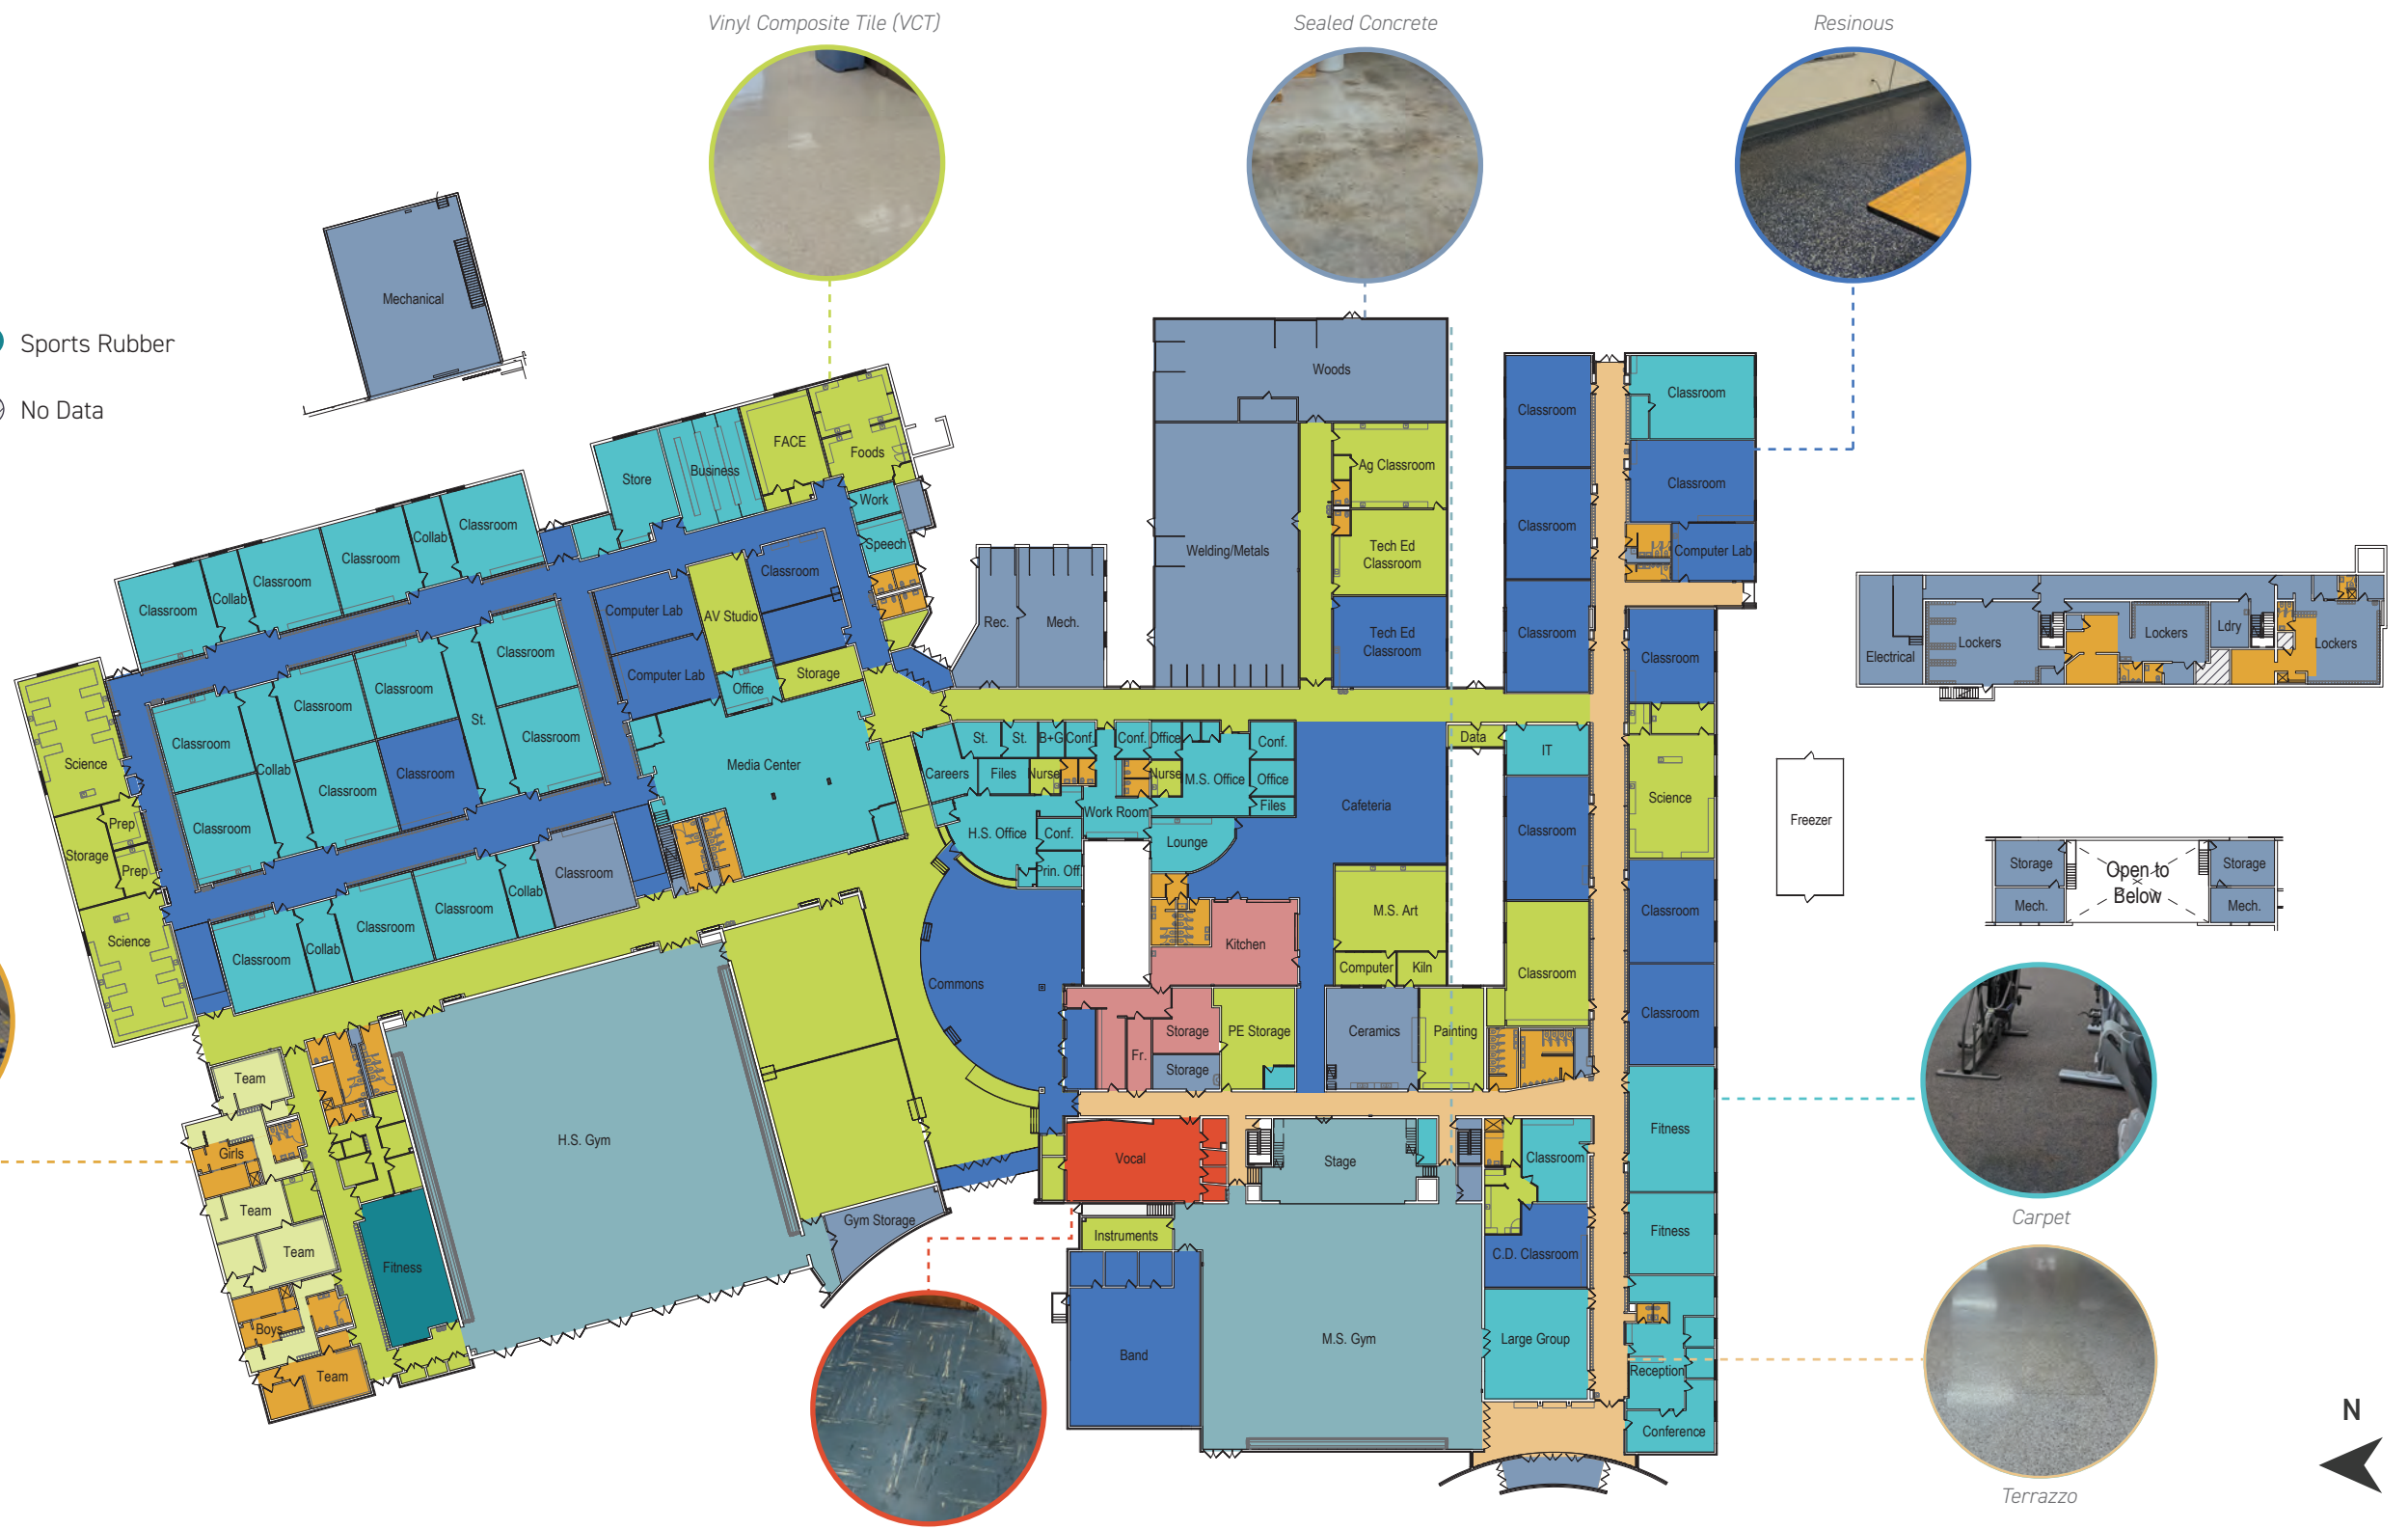 Vinyl Composite Tile (VCT)
Sealed Concrete
Resinous
Mechanical
Sports Rubber
No Data
Woods
Classroom
Classroom
FACE
Foods
Store
Business
Work
Speech
Ag Classroom
Classroom
Classroom
Tech Ed
Classroom
Welding/Metals
Computer Lab
Classroom
Collab
Classroom
Classroom
Collab
Classroom
Classroom
Computer Lab
AV Studio
Computer Lab
Office
Storage
Rec.
Mech.
Tech Ed
Classroom
Classroom
Classroom
Electrical
Lockers
Lockers
Ldry
Lockers
Classroom
Classroom
Classroom
Classroom
St.
Classroom
Collab
Classroom
Classroom
Classroom
Science
Prep
Storage
Prep
Science
Media Center
St.
St.
B+G
Conf.
Conf.
Office
Conf.
Careers
Files
Nurse
Nurse
M.S. Office
Office
Files
Work Room
H.S. Office
Conf.
Prin. Off.
Lounge
Cafeteria
Data
IT
Classroom
Science
Freezer
Storage
Open to
Below
Storage
Mech.
Mech.
Classroom
Collab
Classroom
Classroom
Collab
Classroom
Commons
Kitchen
M.S. Art
Computer
Kiln
Classroom
Classroom
Classroom
Storage
Fr.
Storage
PE Storage
Ceramics
Painting
Team
Girls
Team
Team
Boys
Team
Fitness
H.S. Gym
Gym Storage
Vocal
Stage
Classroom
Fitness
Fitness
Instruments
C.D. Classroom
Band
M.S. Gym
Large Group
Reception
Conference
Carpet
Terrazzo
N